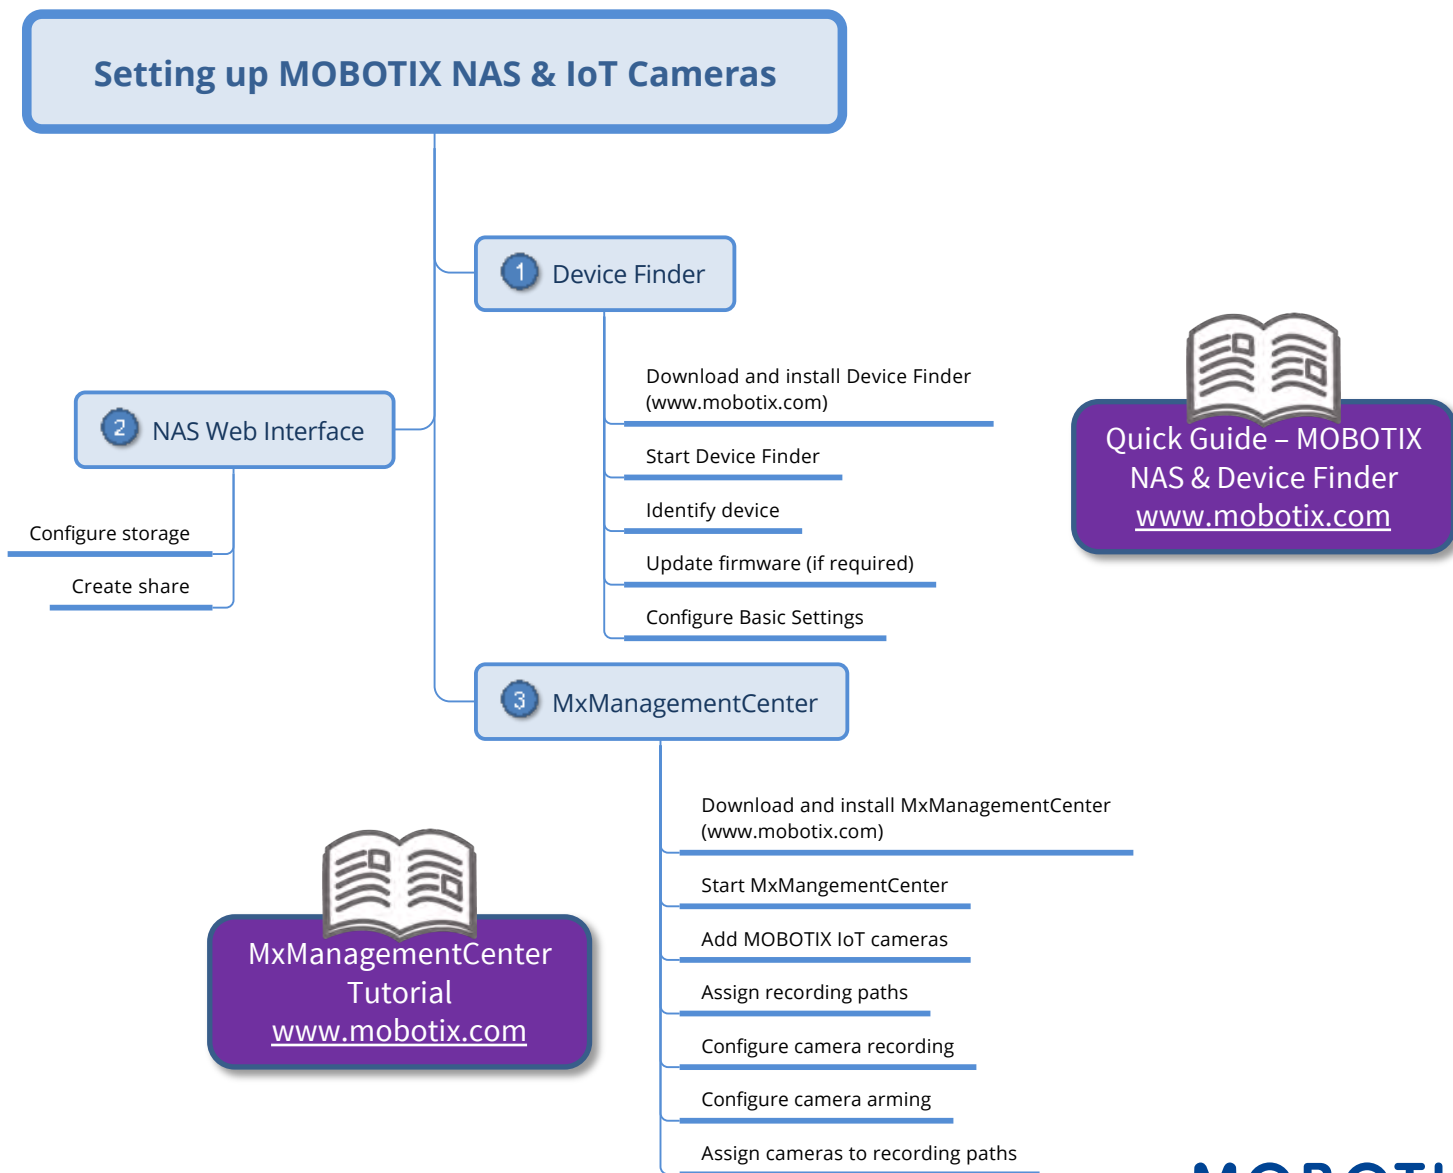 Setting up MOBOTIX NAS & IoT Cameras
1 Device Finder
Download and install Device Finder
(www.mobotix.com)
Start Device Finder
Identify device
Update firmware (if required)
Configure Basic Settings
2 NAS Web Interface
Configure storage
Create share
Quick Guide – MOBOTIX
NAS & Device Finder
www.mobotix.com
3 MxManagementCenter
Download and install MxManagementCenter
(www.mobotix.com)
Start MxMangementCenter
Add MOBOTIX IoT cameras
Assign recording paths
Configure camera recording
Configure camera arming
Assign cameras to recording paths
MxManagementCenter
Tutorial
www.mobotix.com